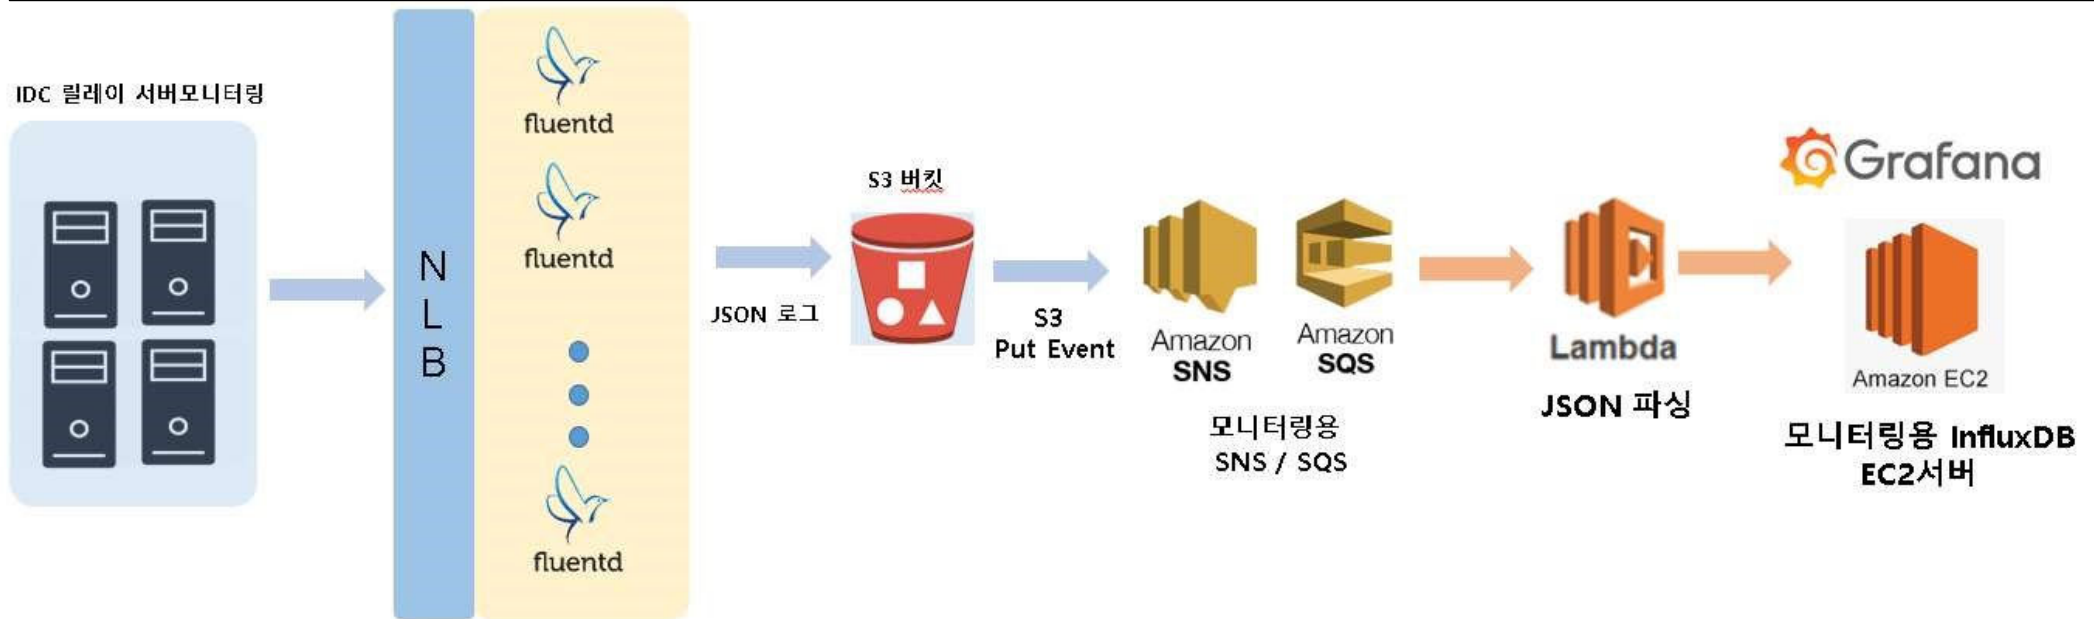 IDC 릴레이 서버모니터링
N
L
B
fluentd
fluentd
fluentd
JSON 로그
S3 버킷
S3
Put Event
Amazon
SNS
Amazon
SQS
모니터링용
SNS / SQS
Lambda
JSON 파싱
Grafana
Amazon EC2
모니터링용 InfluxDB
EC2서버